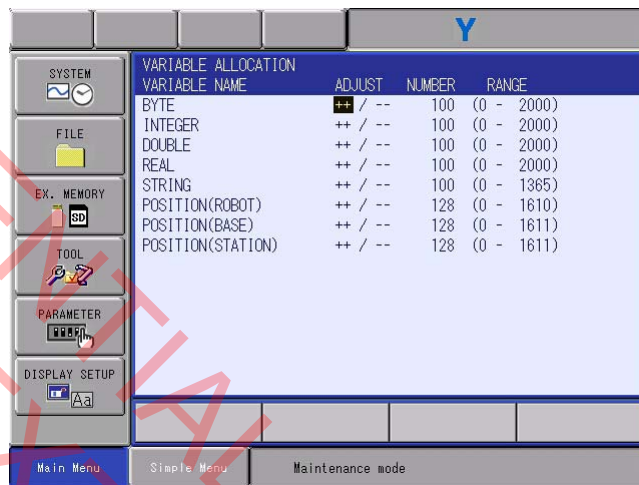 Y
SYSTEM
FILE
EX. MEMORY
SD
TOOL
PARAMETER
DISPLAY SETUP
Aa
VARIABLE ALLOCATION
VARIABLE NAME ADJUST NUMBER RANGE
BYTE ++ / -- 100 (0 - 2000)
INTEGER ++ / -- 100 (0 - 2000)
DOUBLE ++ / -- 100 (0 - 2000)
REAL ++ / -- 100 (0 - 2000)
STRING ++ / -- 100 (0 - 1365)
POSITION(ROBOT) ++ / -- 128 (0 - 1610)
POSITION(BASE) ++ / -- 128 (0 - 1611)
POSITION(STATION) ++ / -- 128 (0 - 1611)
Main Menu Simple Menu Maintenance mode